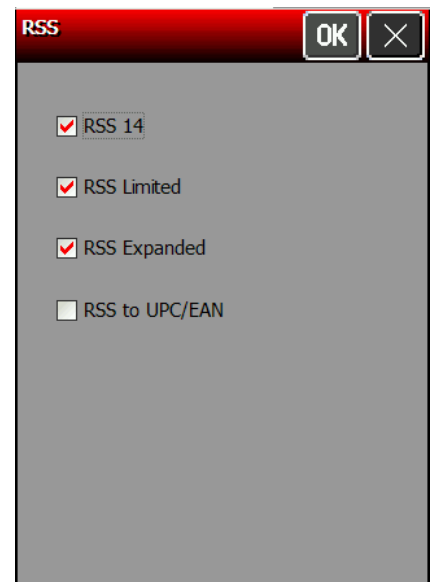 RSS OK
RSS 14
RSS Limited
RSS Expanded
RSS to UPC/EAN